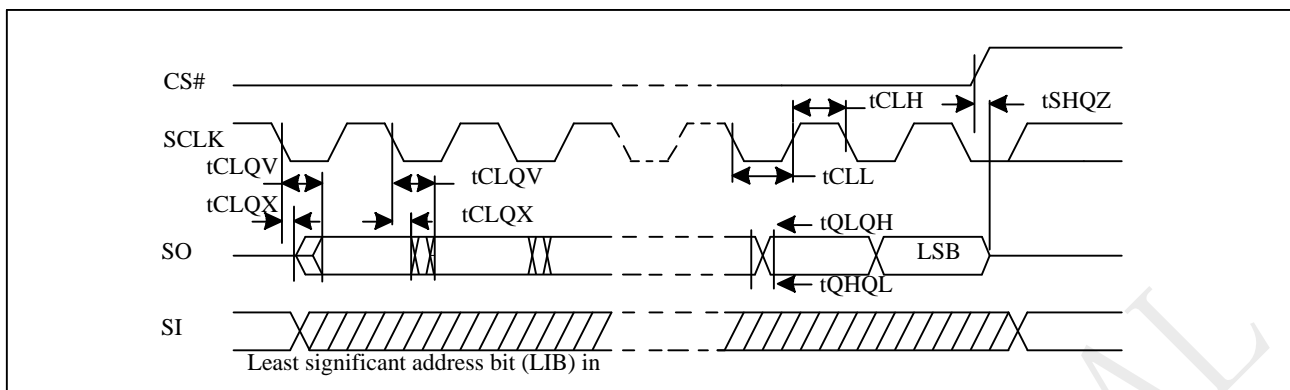 CS#
tCLH
tSHQZ
SCLK
tCLQV
tCLQV
tCLL
tCLQX
tCLQX
tQLQH
SO
LSB
tQHQL
SI
Least significant address bit (LIB) in